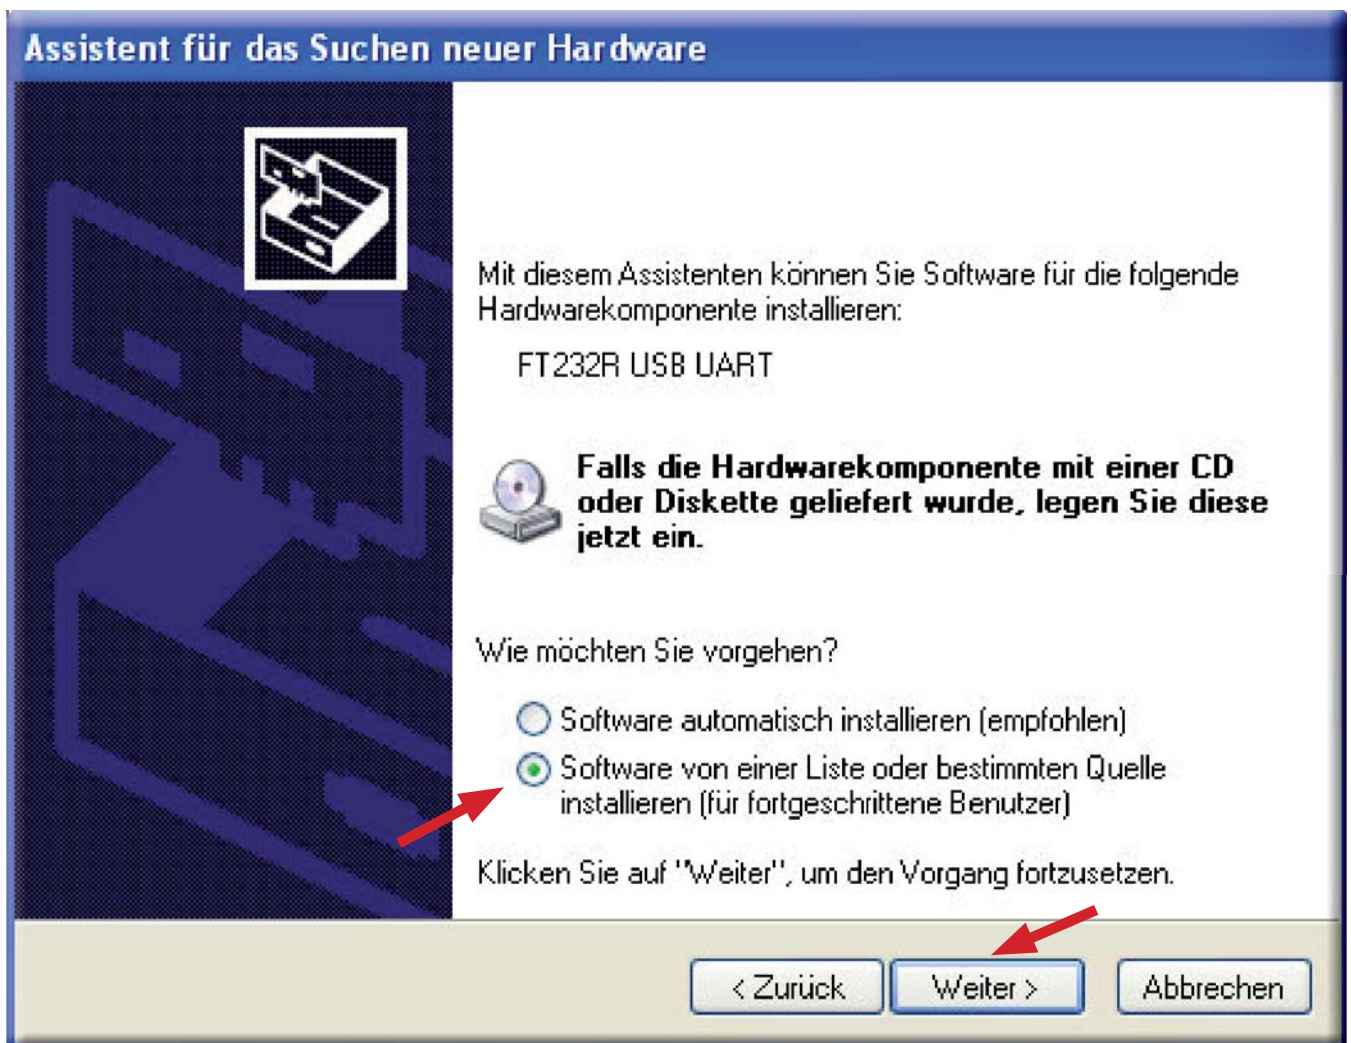 Assistent für das Suchen neuer Hardware
Mit diesem Assistenten können Sie Software für die folgende
Hardwarekomponente installieren:
FT232R USB UART
Falls die Hardwarekomponente mit einer CD
oder Diskette geliefert wurde, legen Sie diese
jetzt ein.
Wie möchten Sie vorgehen?
Software automatisch installieren (empfohlen)
Software von einer Liste oder bestimmten Quelle
installieren (für fortgeschrittene Benutzer)
Klicken Sie auf "Weiter", um den Vorgang fortzusetzen.
< Zurück Weiter > Abbrechen